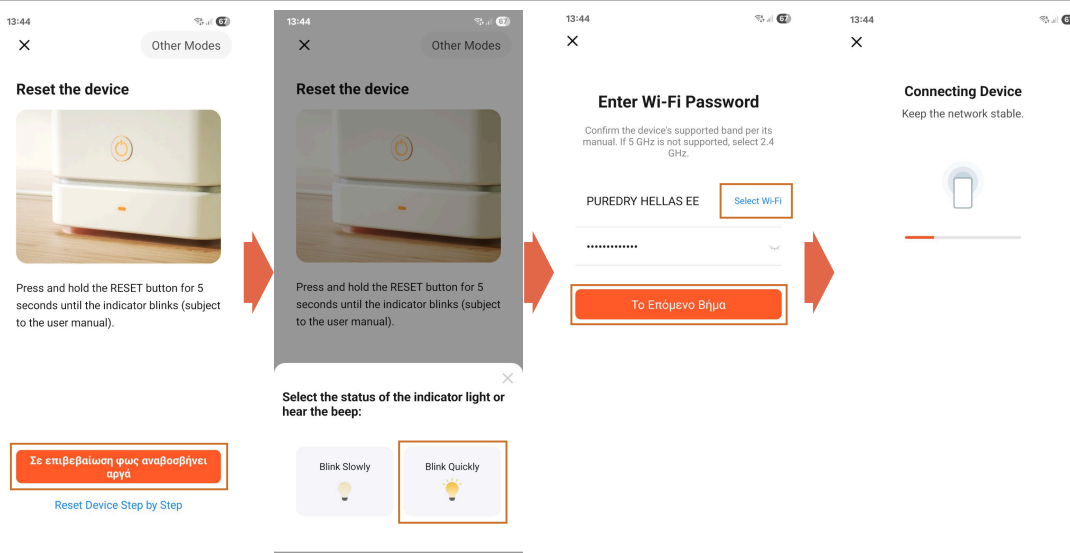 13:44
67
Other Modes
Reset the device
Press and hold the RESET button for 5
seconds until the indicator blinks (subject
to the user manual).
Σε επιβεβαίωση φως αναβοσβήνει
αργά
Reset Device Step by Step
13:44
67
Other Modes
Reset the device
Press and hold the RESET button for 5
seconds until the indicator blinks (subject
to the user manual).
Select the status of the indicator light or
hear the beep:
Blink Slowly
Blink Quickly
13:44
67
Enter Wi-Fi Password
Confirm the device's supported band per its
manual. If 5 GHz is not supported, select 2.4
GHz.
PUREDRY HELLAS EE
Select Wi-Fi
•••••••••••••
Το Επόμενο Βήμα
13:44
Connecting Device
Keep the network stable.